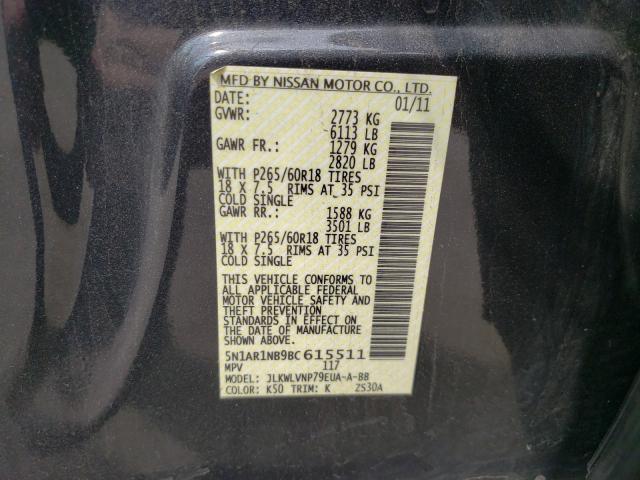 MFD BY NISSAN MOTOR CO., LTD.
DATE: 01/11
GVWR: 2773 KG
6113 LB
GAWR FR.: 1279 KG
2820 LB
WITH P265/60R18 TIRES
18 X 7.5 RIMS AT 35 PSI
COLD SINGLE
GAWR RR.: 1588 KG
3501 LB
WITH P265/60R18 TIRES
18 X 7.5 RIMS AT 35 PSI
COLD SINGLE
THIS VEHICLE CONFORMS TO
ALL APPLICABLE FEDERAL
MOTOR VEHICLE SAFETY AND
THEFT PREVENTION
STANDARDS IN EFFECT ON
THE DATE OF MANUFACTURE
SHOWN ABOVE.
5N1AR1NB9BC615511
MPV 117
MODEL: JLKWLVNP79EUA-A-BB
COLOR: K50 TRIM: K ZS30A